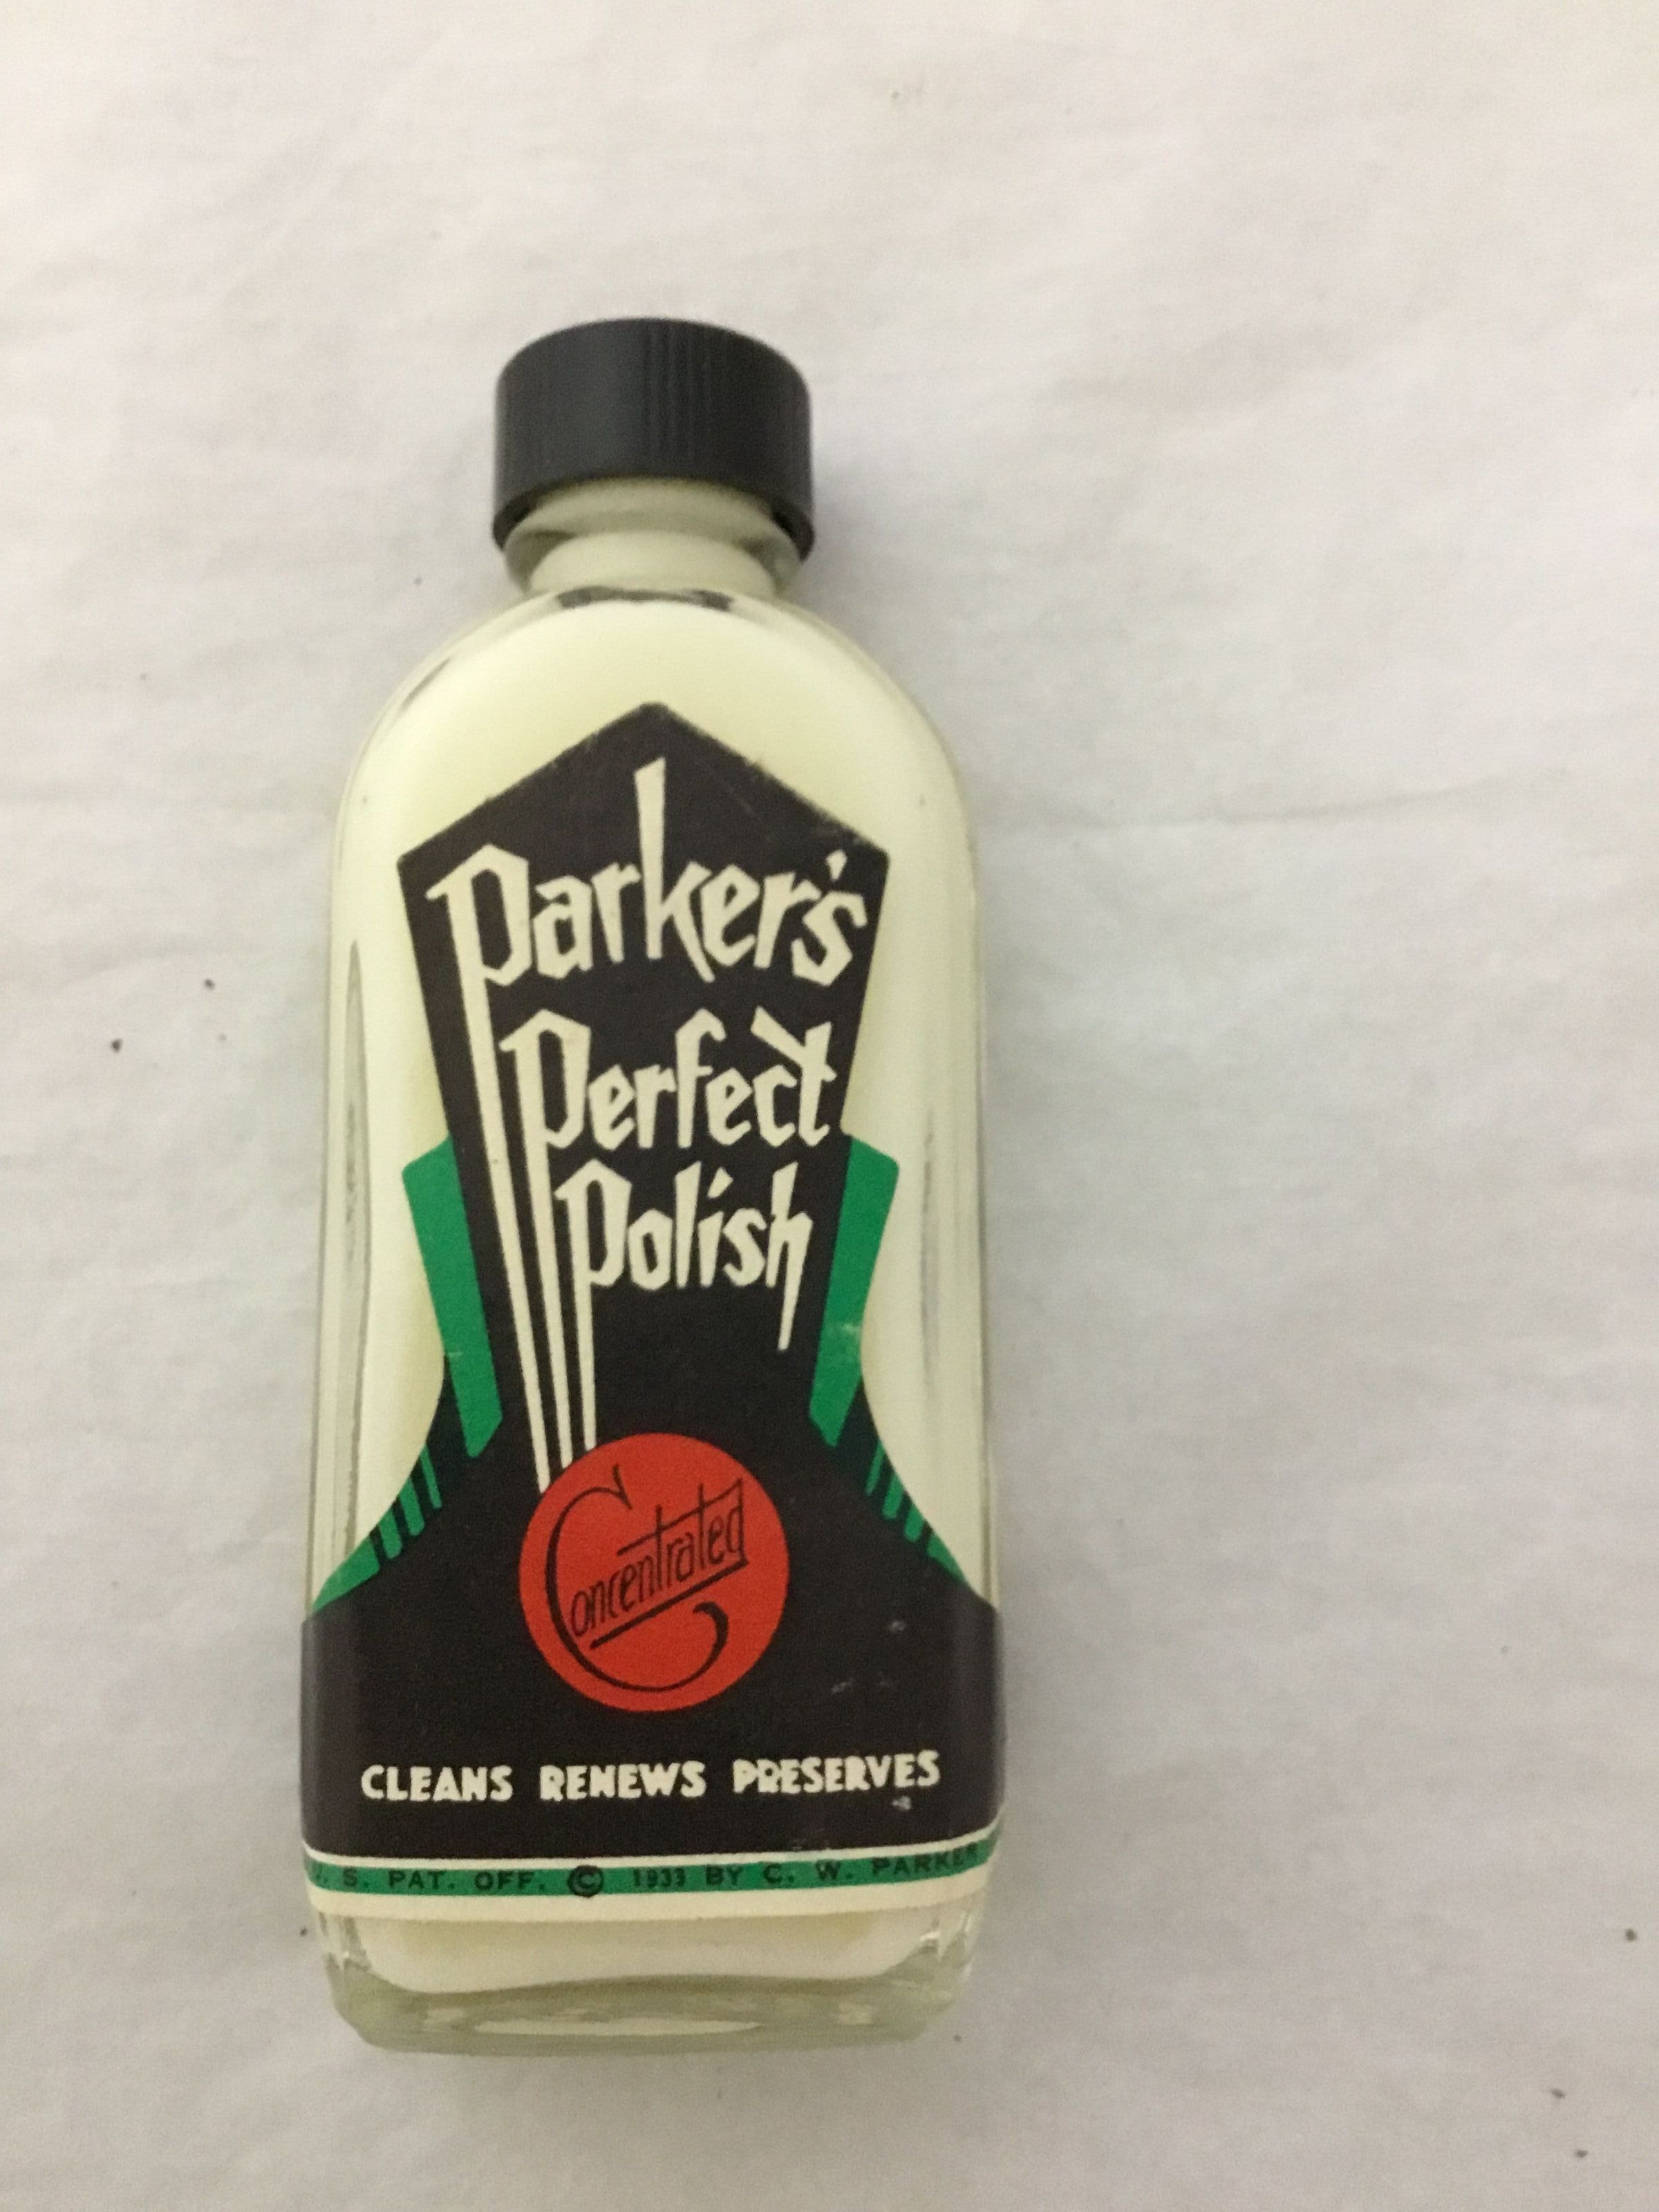 Parker's
Perfect
Polish
Concentrated
CLEANS RENEWS PRESERVES
S. PAT. OFF. © 1933 BY C. W. PARKER